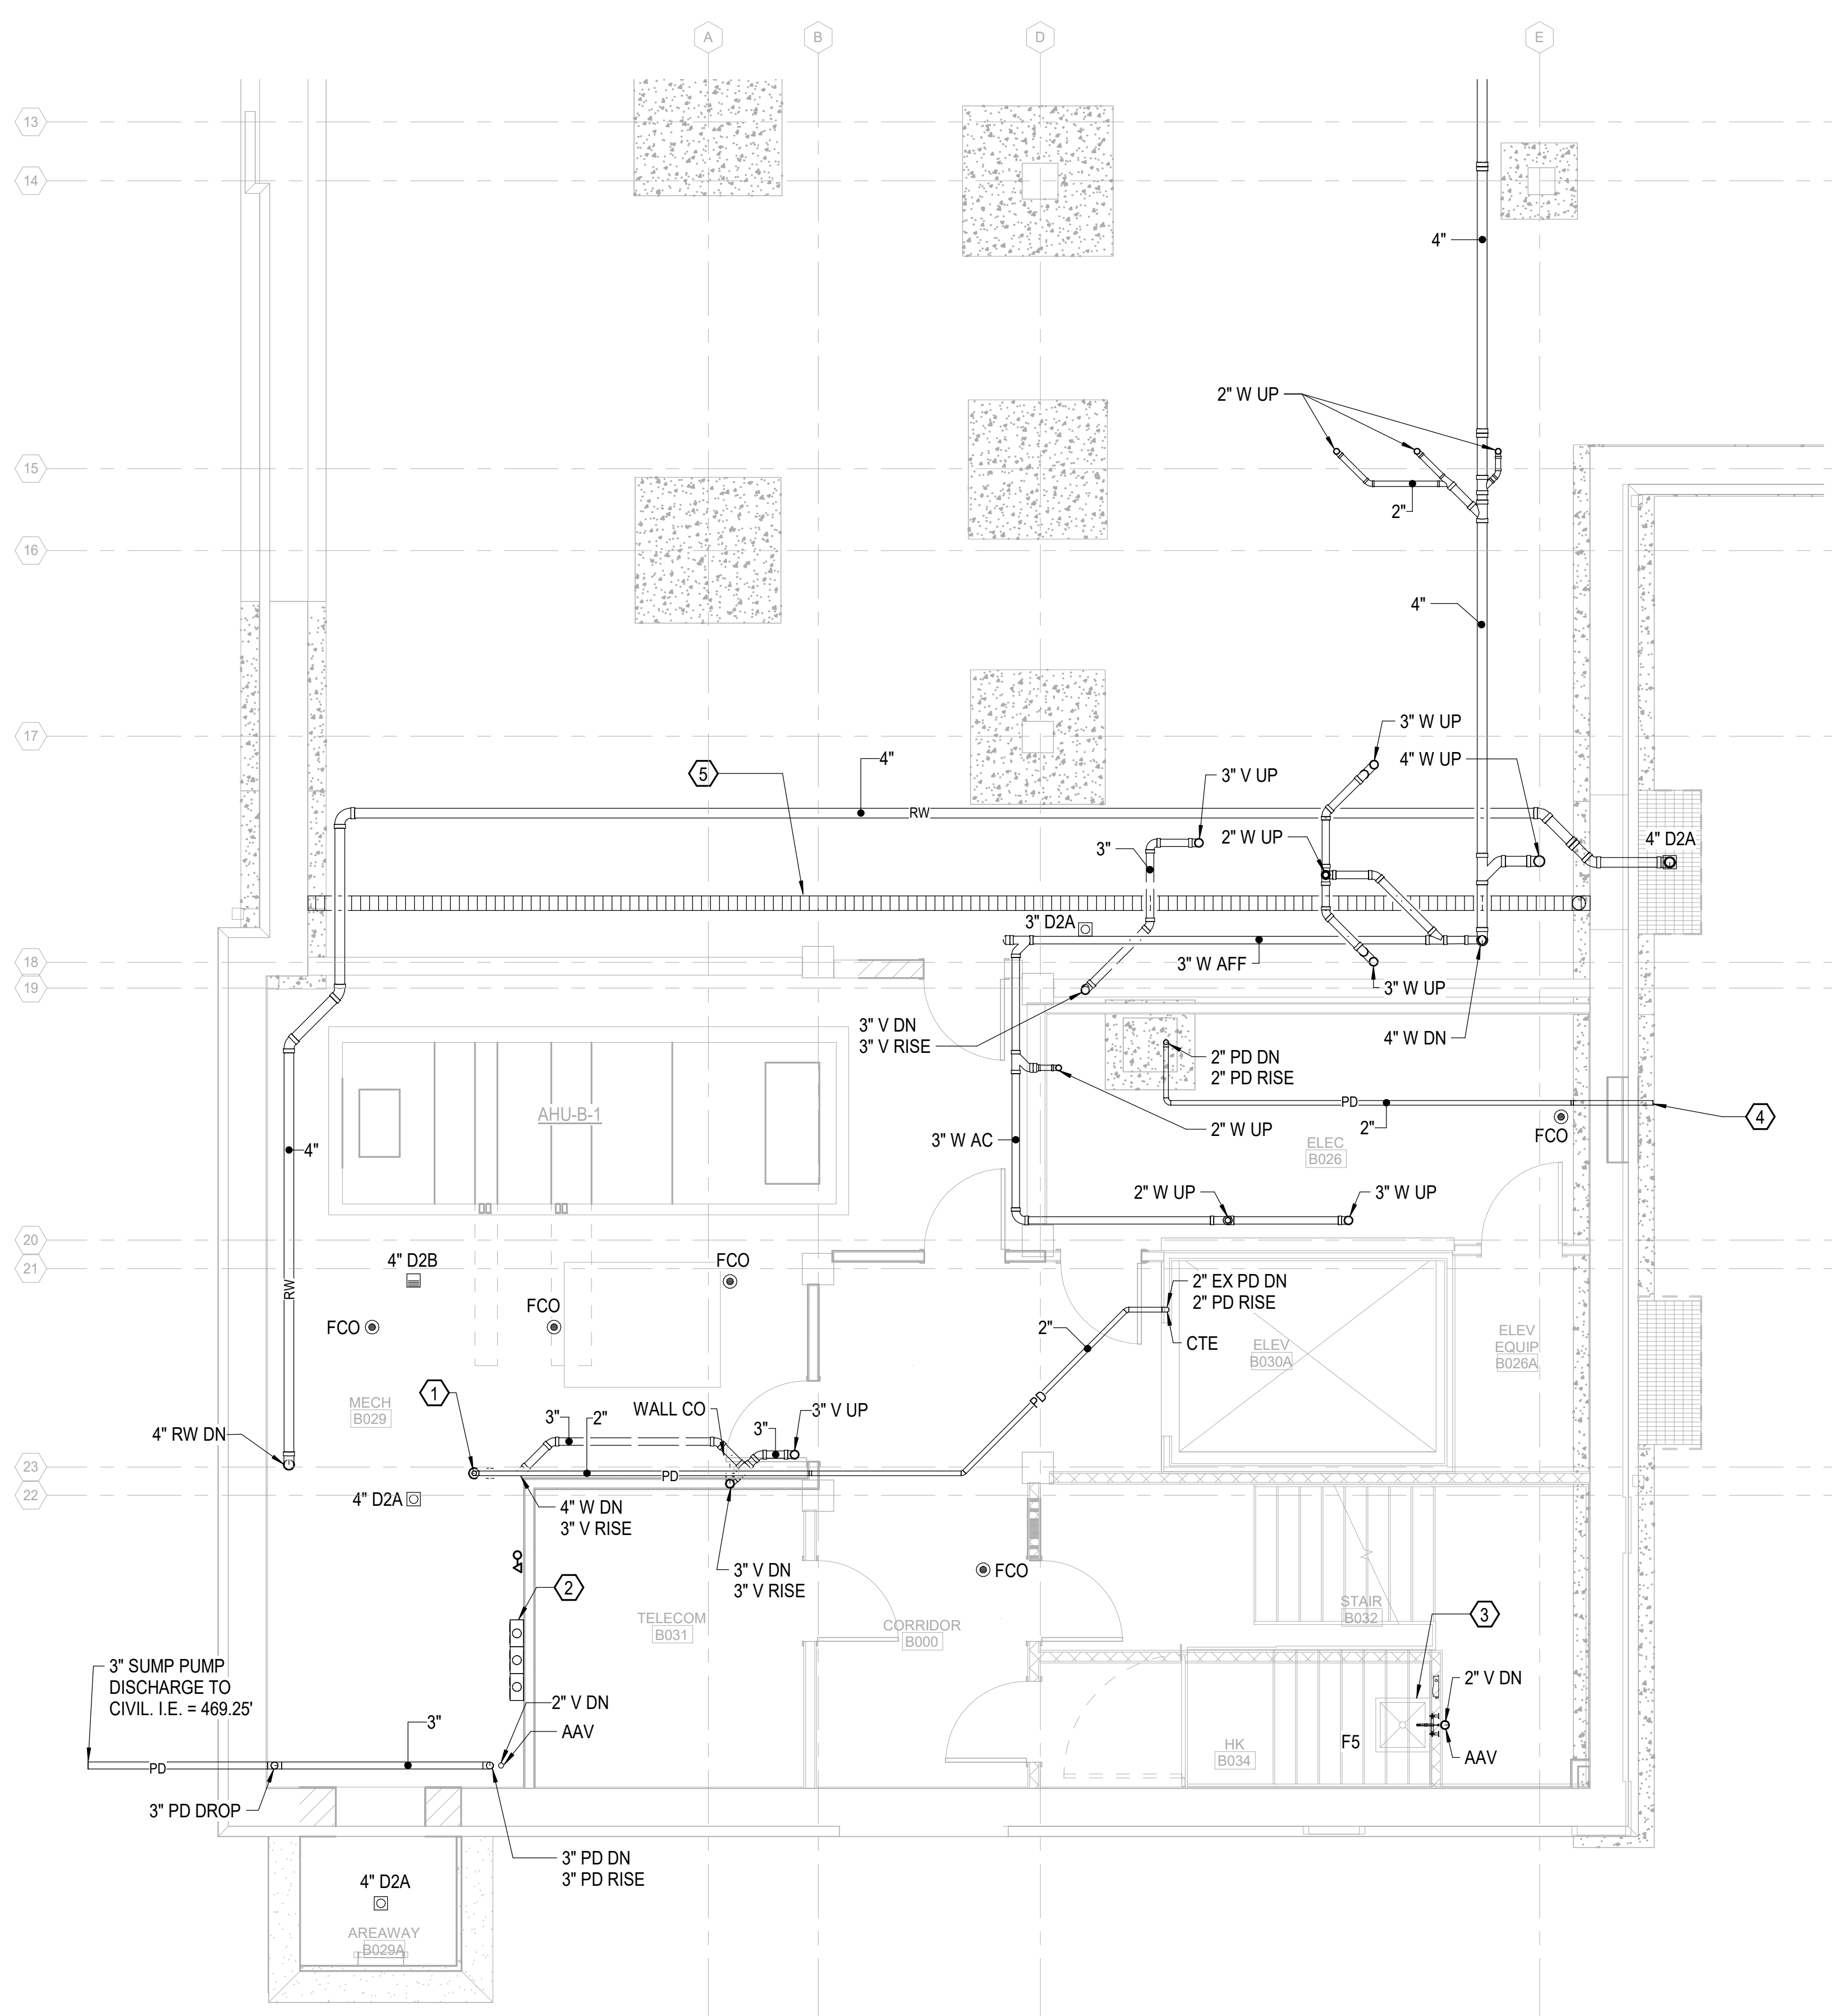 A
B
D
E
13
14
4"
2" W UP
15
2"
16
4"
3" W UP
17
4" W UP
4"
5
3" V UP
RW
2" W UP
4" D2A
3"
3" D2A
18
3" W AFF
19
3" W UP
3" V DN
3" V RISE
4" W DN
2" PD DN
2" PD RISE
PD
AHU-B-1
4
2"
2" W UP
FCO
3" W AC
ELEC
B026
4"
2" W UP
3" W UP
20
21
4" D2B
FCO
RW
2" EX PD DN
2" PD RISE
FCO
FCO
2"
CTE
ELEV
B030A
ELEV
EQUIP
B026A
1
MECH
B029
PD
WALL CO
3" V UP
3"
2"
3"
4" RW DN
23
PD
22
4" D2A
4" W DN
3" V RISE
3" V DN
3" V RISE
FCO
2
TELECOM
B031
CORRIDOR
B000
STAIR
B032
3
3" SUMP PUMP
DISCHARGE TO
CIVIL. I.E. = 469.25'
2" V DN
2" V DN
3"
AAV
F5
HK
B034
AAV
PD
3" PD DROP
3" PD DN
3" PD RISE
4" D2A
AREAWAY
B029A